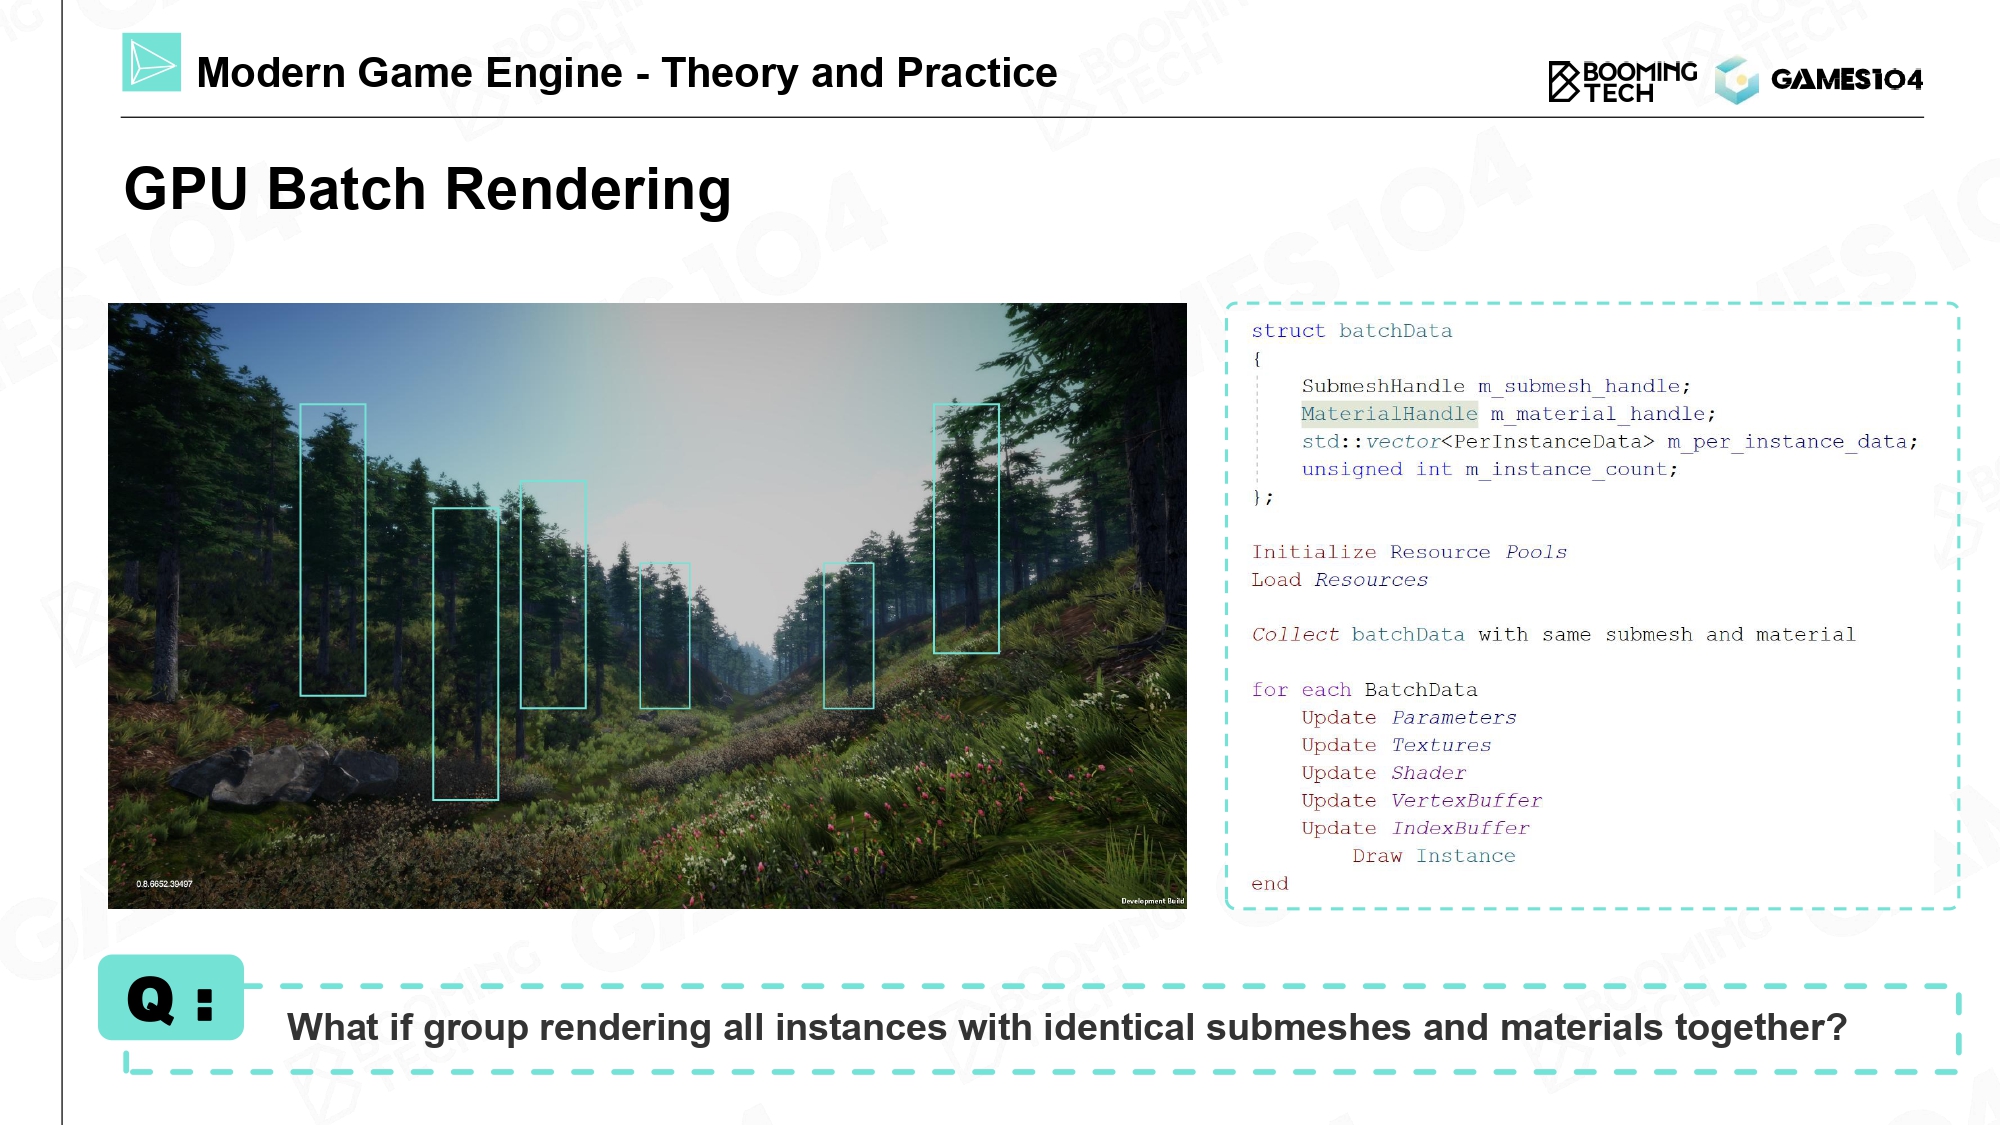 Modern Game Engine - Theory and Practice
BOOMING
TECH
GAMES104
GPU Batch Rendering
0.8.6652.39497
Development Build
struct batchData
{
SubmeshHandle m_submesh_handle;
MaterialHandle m_material_handle;
std::vector<PerInstanceData> m_per_instance_data;
unsigned int m_instance_count;
};
Initialize Resource Pools
Load Resources
Collect batchData with same submesh and material
for each BatchData
Update Parameters
Update Textures
Update Shader
Update VertexBuffer
Update IndexBuffer
Draw Instance
end
Q :
What if group rendering all instances with identical submeshes and materials together?